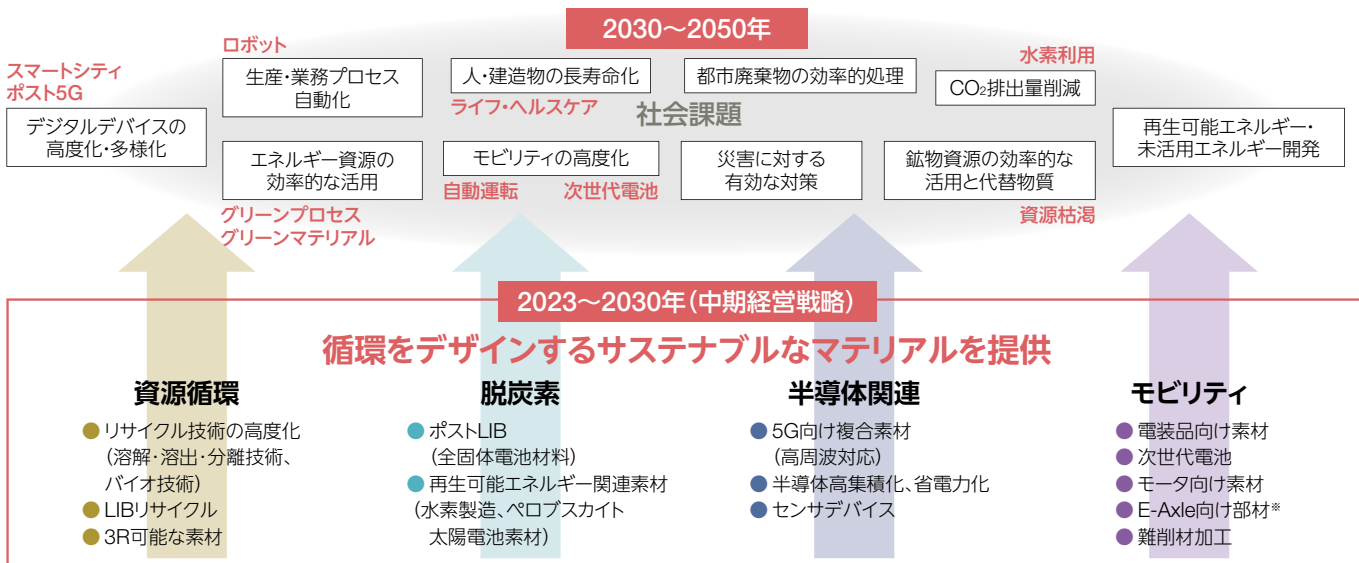 2030〜2050年
スマートシティ
ポスト5G
デジタルデバイスの
高度化・多様化
ロボット
生産・業務プロセス
自動化
人・建造物の長寿命化
ライフ・ヘルスケア
都市廃棄物の効率的処理
水素利用
CO₂排出量削減
社会課題
エネルギー資源の
効率的な活用
グリーンプロセス
グリーンマテリアル
モビリティの高度化
自動運転 次世代電池
災害に対する
有効な対策
鉱物資源の効率的な
活用と代替物質
資源枯渇
再生可能エネルギー・
未活用エネルギー開発
2023〜2030年(中期経営戦略)
循環をデザインするサステナブルなマテリアルを提供
資源循環
● リサイクル技術の高度化
(溶解・溶出・分離技術、
バイオ技術)
● LIBリサイクル
● 3R可能な素材
脱炭素
● ポストLIB
(全固体電池材料)
● 再生可能エネルギー関連素材
(水素製造、ペロブスカイト
太陽電池素材)
半導体関連
● 5G向け複合素材
(高周波対応)
● 半導体高集積化、省電力化
● センサデバイス
モビリティ
● 電装品向け素材
● 次世代電池
● モータ向け素材
● E-Axle向け部材※
● 難削材加工